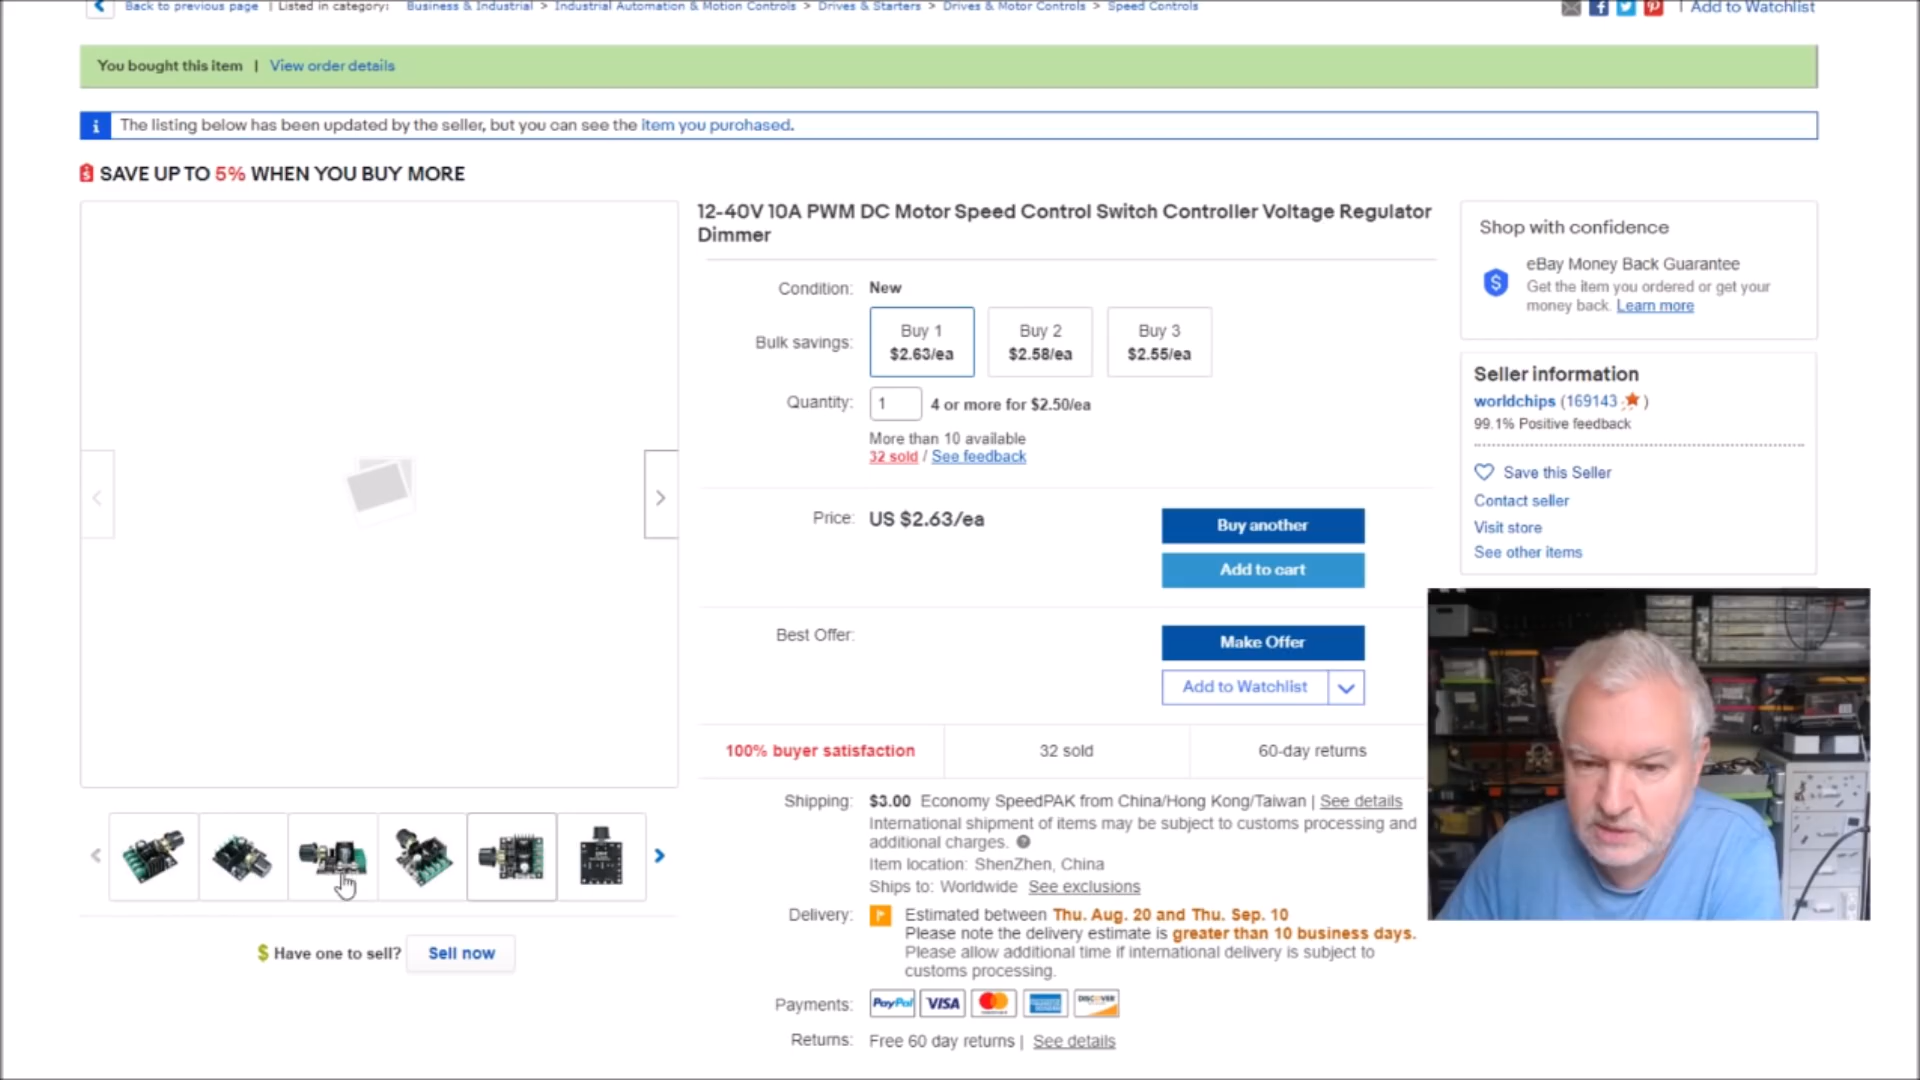 Back to previous page | Listed in category: Business & Industrial > Industrial Automation & Motion Controls > Drives & Starters > Drives & Motor Controls > Speed Controls
| Add to Watchlist
You bought this item | View order details
The listing below has been updated by the seller, but you can see the item you purchased.
SAVE UP TO 5% WHEN YOU BUY MORE
12-40V 10A PWM DC Motor Speed Control Switch Controller Voltage Regulator
Dimmer
Condition: New
Bulk savings:
Buy 1
$2.63/ea
Buy 2
$2.58/ea
Buy 3
$2.55/ea
Quantity: 1 4 or more for $2.50/ea
More than 10 available
32 sold / See feedback
Price: US $2.63/ea
Buy another
Add to cart
Best Offer:
Make Offer
Add to Watchlist
100% buyer satisfaction
32 sold
60-day returns
Shipping: $3.00 Economy SpeedPAK from China/Hong Kong/Taiwan | See details
International shipment of items may be subject to customs processing and
additional charges.
Item location: ShenZhen, China
Ships to: Worldwide See exclusions
Delivery: Estimated between Thu. Aug. 20 and Thu. Sep. 10
Please note the delivery estimate is greater than 10 business days.
Please allow additional time if international delivery is subject to
customs processing.
Payments: PayPal VISA DISCOVER
Returns: Free 60 day returns | See details
Shop with confidence
eBay Money Back Guarantee
Get the item you ordered or get your
money back. Learn more
Seller information
worldchips (169143 )
99.1% Positive feedback
Save this Seller
Contact seller
Visit store
See other items
Have one to sell? Sell now